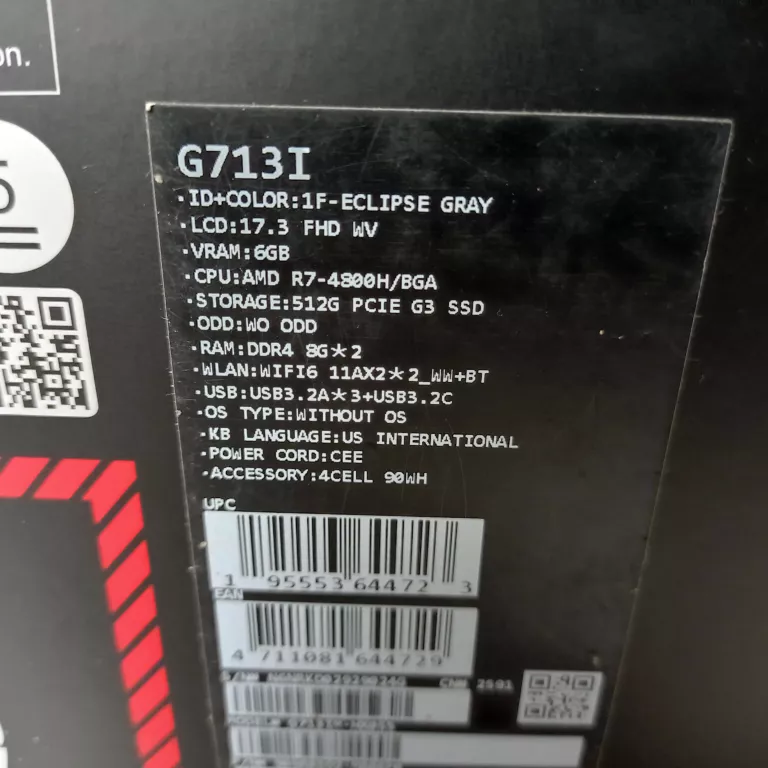 on.
5
G713I
·ID+COLOR:1F-ECLIPSE GRAY
·LCD:17.3 FHD WV
·VRAM:6GB
·CPU:AMD R7-4800H/BGA
·STORAGE:512G PCIE G3 SSD
·ODD:WO ODD
·RAM:DDR4 8G*2
·WLAN:WIFI6 11AX2*2_WW+BT
·USB:USB3.2A*3+USB3.2C
·OS TYPE:WITHOUT OS
·KB LANGUAGE:US INTERNATIONAL
·POWER CORD:CEE
·ACCESSORY:4CELL 90WH
UPC
1 95553 64472 3
EAN
4 711081 644729